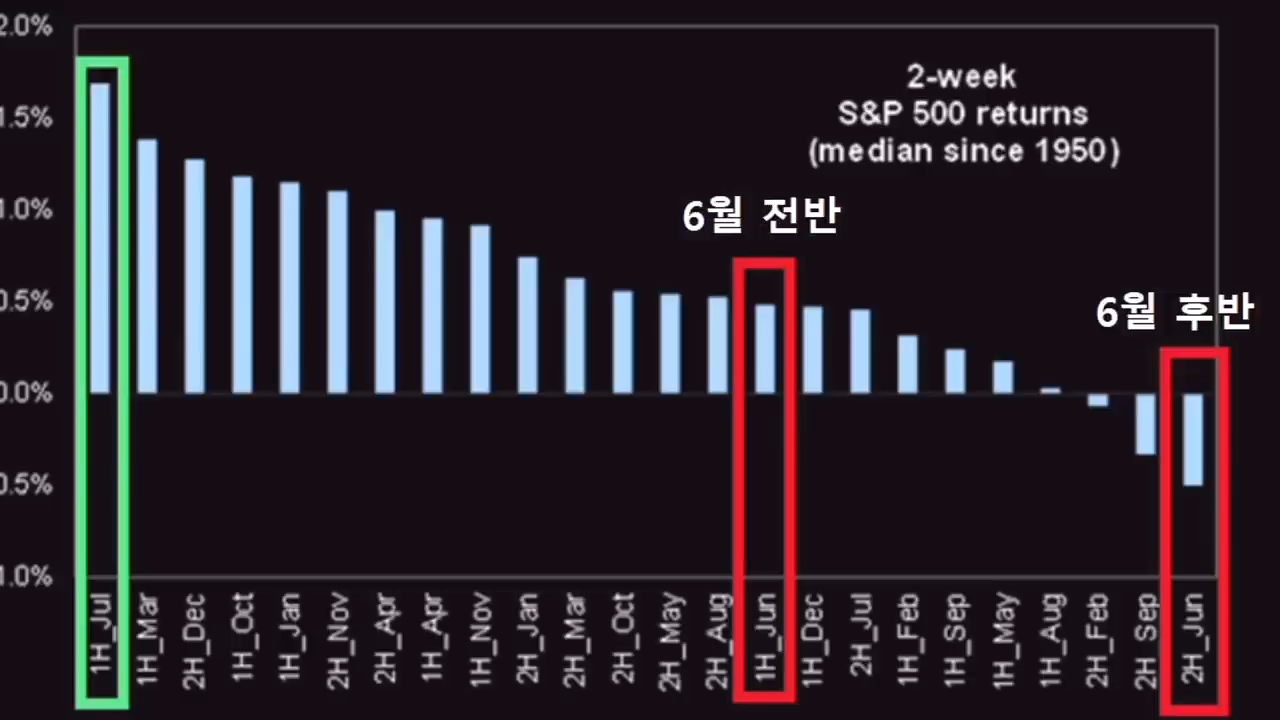 2.0%
1.5%
1.0%
0.5%
0.0%
0.5%
1.0%
2-week
S&P 500 returns
(median since 1950)
6월 전반
6월 후반
1H_Jul
1H_Mar
2H_Dec
1H_Oct
1H_Jan
2H_Nov
2H_Apr
1H_Apr
1H_Nov
2H_Jan
2H_Mar
2H_Oct
2H_May
2H_Aug
1H_Jun
1H_Dec
2H_Jul
1H_Feb
1H_Sep
1H_May
1H_Aug
2H_Feb
2H_Sep
2H_Jun